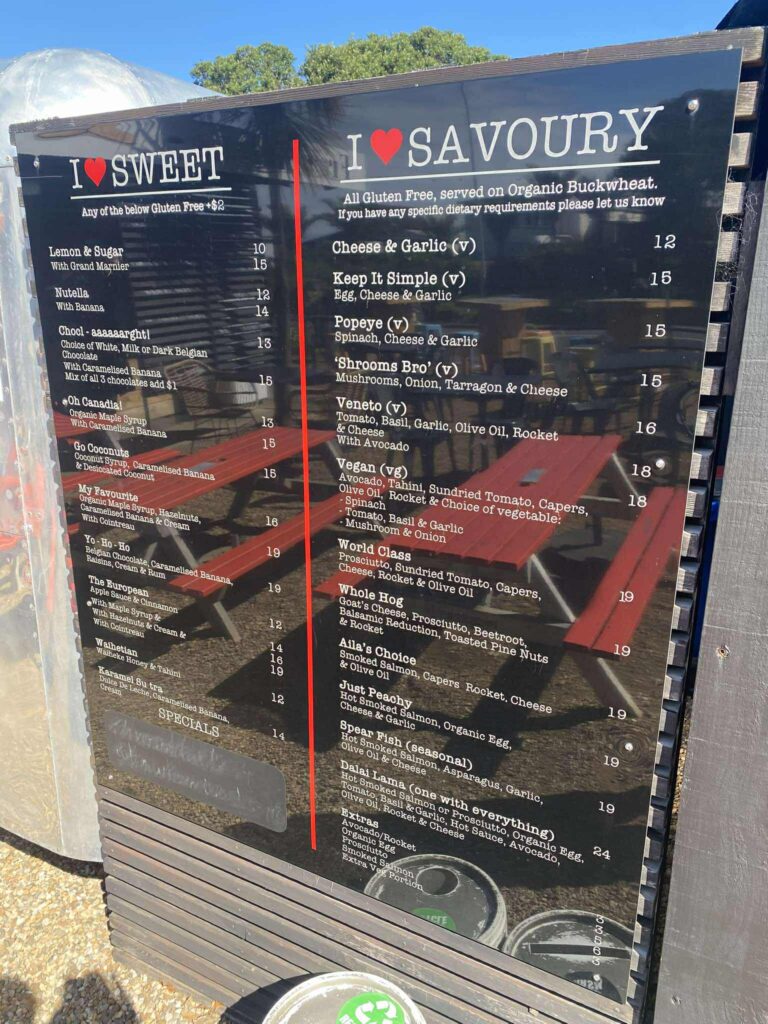 I ♥ SWEET
Any of the below Gluten Free +$2
Lemon & Sugar 10
With Grand Marnier 15
Nutella 12
With Banana 14
Chocl - aaaaaarght! 13
Choice of White, Milk or Dark Belgian
Chocolate
With Caramelised Banana 15
Mix of all 3 chocolates add $1
Oh Canadia!
Organic Maple Syrup 13
With Caramelised Banana 15
Go Coconuts
Coconut Syrup, Caramelised Banana 15
& Desiccated Coconut
My Favourite
Organic Maple Syrup, Hazelnuts, 16
Caramelised Banana & Cream
With Cointreau 19
Yo - Ho - Ho
Belgian Chocolate, Caramelised Banana, 19
Raisins, Cream & Rum
The European
Apple Sauce & Cinnamon 12
With Maple Syrup & 14
With Hazelnuts & Cream & 16
With Cointreau 19
Waihetian
Waiheke Honey & Tahini 12
Karamel Su tra
Dulce De Leche, Caramelised Banana, 14
Cream
SPECIALS
I ♥ SAVOURY
All Gluten Free, served on Organic Buckwheat.
If you have any specific dietary requirements please let us know
Cheese & Garlic (v) 12
Keep It Simple (v) 15
Egg, Cheese & Garlic
Popeye (v) 15
Spinach, Cheese & Garlic
'Shrooms Bro' (v) 15
Mushrooms, Onion, Tarragon & Cheese
Veneto (v) 16
Tomato, Basil, Garlic, Olive Oil, Rocket
& Cheese
With Avocado 18
Vegan (vg) 18
Avocado, Tahini, Sundried Tomato, Capers,
Olive Oil, Rocket & Choice of vegetable:
- Spinach
- Tomato, Basil & Garlic
- Mushroom & Onion
World Class 19
Prosciutto, Sundried Tomato, Capers,
Cheese, Rocket & Olive Oil
Whole Hog 19
Goat's Cheese, Prosciutto, Beetroot,
Balsamic Reduction, Toasted Pine Nuts
& Rocket
Aila's Choice 19
Smoked Salmon, Capers Rocket, Cheese
& Olive Oil
Just Peachy 19
Hot Smoked Salmon, Organic Egg,
Cheese & Garlic
Spear Fish (seasonal) 19
Hot Smoked Salmon, Asparagus, Garlic,
Olive Oil & Cheese
Dalai Lama (one with everything) 24
Hot Smoked Salmon or Prosciutto, Organic Egg,
Tomato, Basil & Garlic, Hot Sauce, Avocado,
Olive Oil, Rocket & Cheese
Extras
Avocado/Rocket 3
Organic Egg 3
Prosciutto 5
Smoked Salmon 6
Extra Veg Portion 3